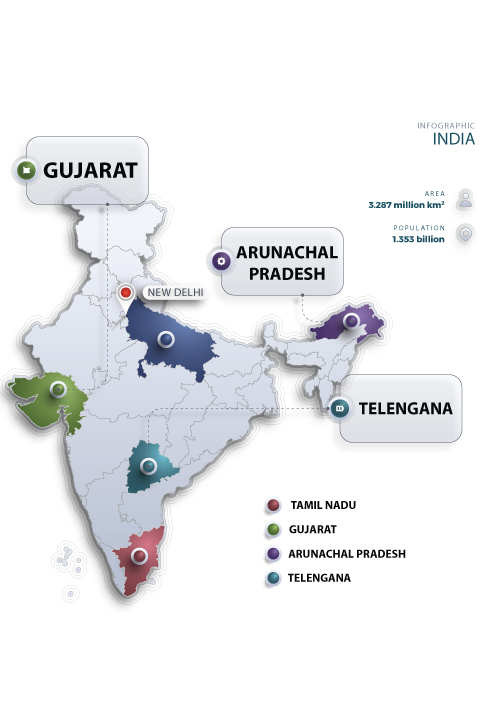 INFOGRAPHIC
INDIA
GUJARAT
AREA
3.287 million km²
POPULATION
1.353 billion
ARUNACHAL
PRADESH
NEW DELHI
TELENGANA
TAMIL NADU
GUJARAT
ARUNACHAL PRADESH
TELENGANA